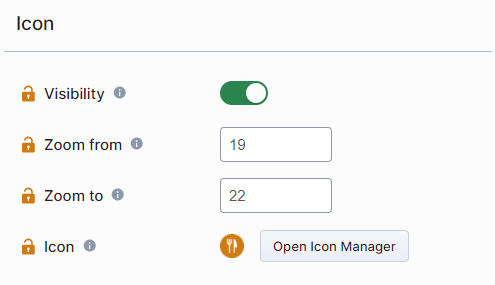 Icon
Visibility
Zoom from 19
Zoom to 22
Icon Open Icon Manager